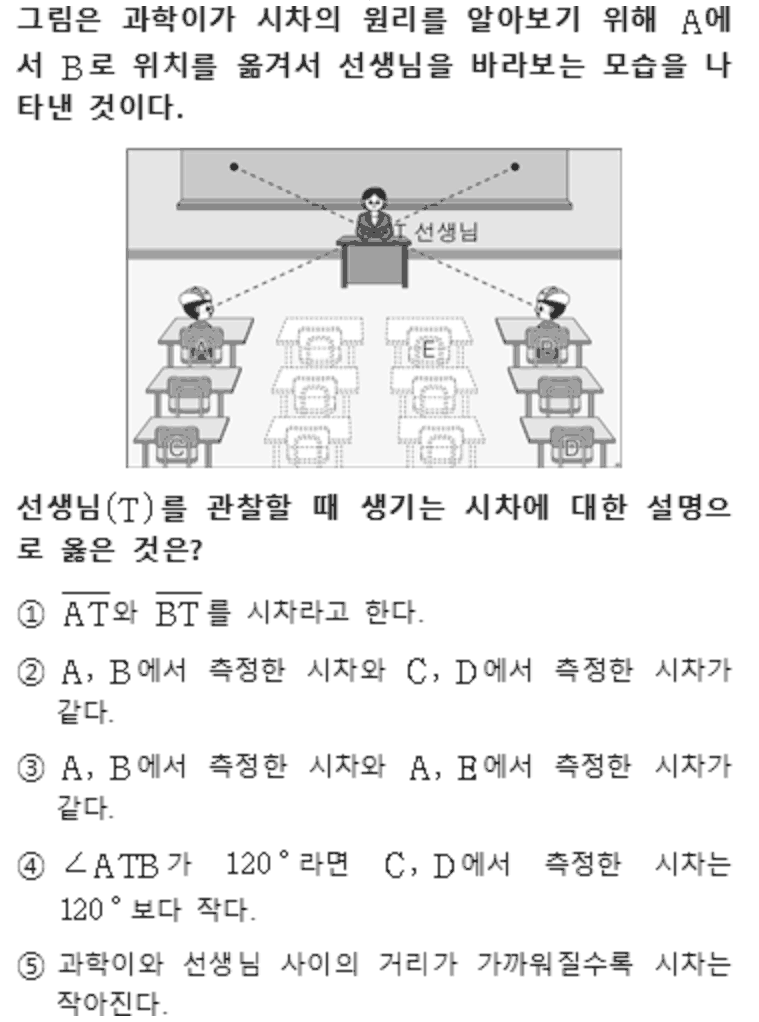 그림은 과학이가 시차의 원리를 알아보기 위해 A에
서 B로 위치를 옮겨서 선생님을 바라보는 모습을 나
타낸 것이다.
T 선생님
A
E
B
C
D
선생님(T)를 관찰할 때 생기는 시차에 대한 설명으
로 옳은 것은?
① A͞T͞와 B͞T͞를 시차라고 한다.
② A, B에서 측정한 시차와 C, D에서 측정한 시차가
같다.
③ A, B에서 측정한 시차와 A, E에서 측정한 시차가
같다.
④ ∠ATB가 120°라면 C, D에서 측정한 시차는
120°보다 작다.
⑤ 과학이와 선생님 사이의 거리가 가까워질수록 시차는
작아진다.